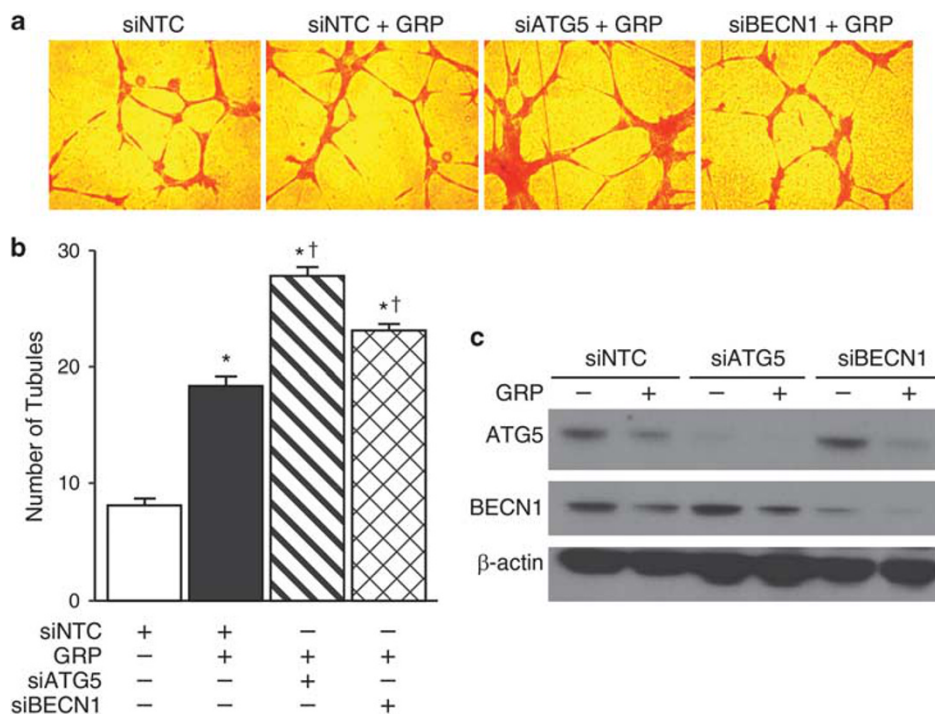 a
siNTC siNTC + GRP siATG5 + GRP siBECN1 + GRP
b
30
20
10
0
Number of Tubules
*
*†
*†
siNTC + + – –
GRP – + + +
siATG5 – – + –
siBECN1 – – – +
c
siNTC siATG5 siBECN1
GRP – + – + – +
ATG5
BECN1
β-actin